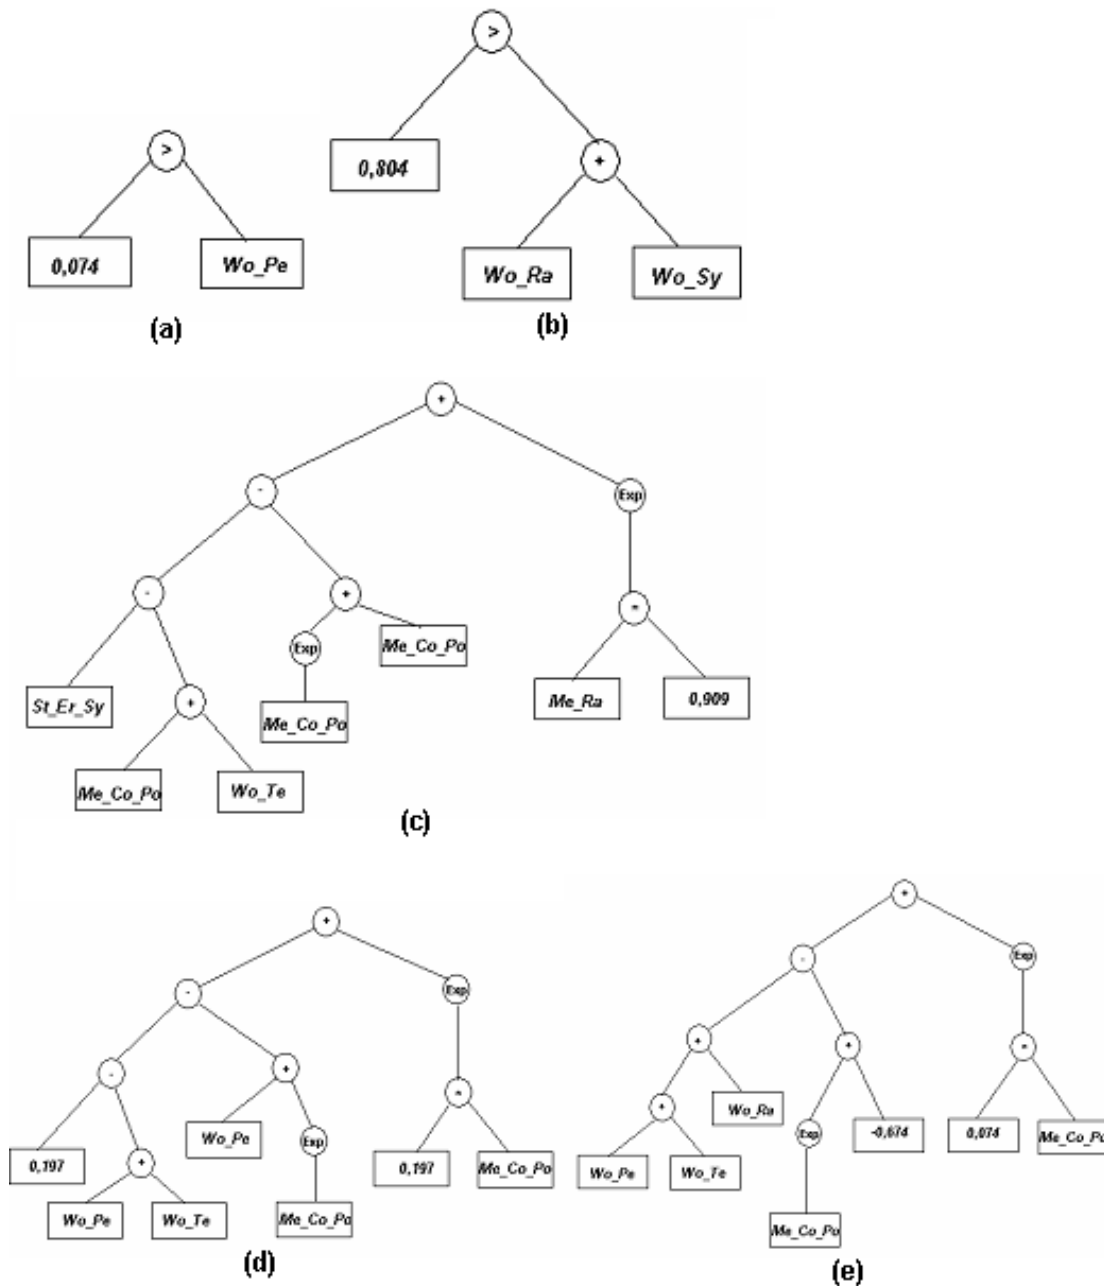 >
0,074
Wo_Pe
(a)
>
0,804
+
Wo_Ra
Wo_Sy
(b)
+
-
Exp
-
+
=
Exp
Me_Co_Po
St_Er_Sy
+
Me_Co_Po
Me_Ra
0,909
Me_Co_Po
Wo_Te
(c)
+
-
Exp
-
+
=
Wo_Pe
Exp
0,197
+
0,197
Me_Co_Po
Wo_Pe
Wo_Te
Me_Co_Po
(d)
+
-
Exp
+
+
=
+
Wo_Ra
Exp
-0,674
0,074
Me_Co_Po
Wo_Pe
Wo_Te
Me_Co_Po
(e)